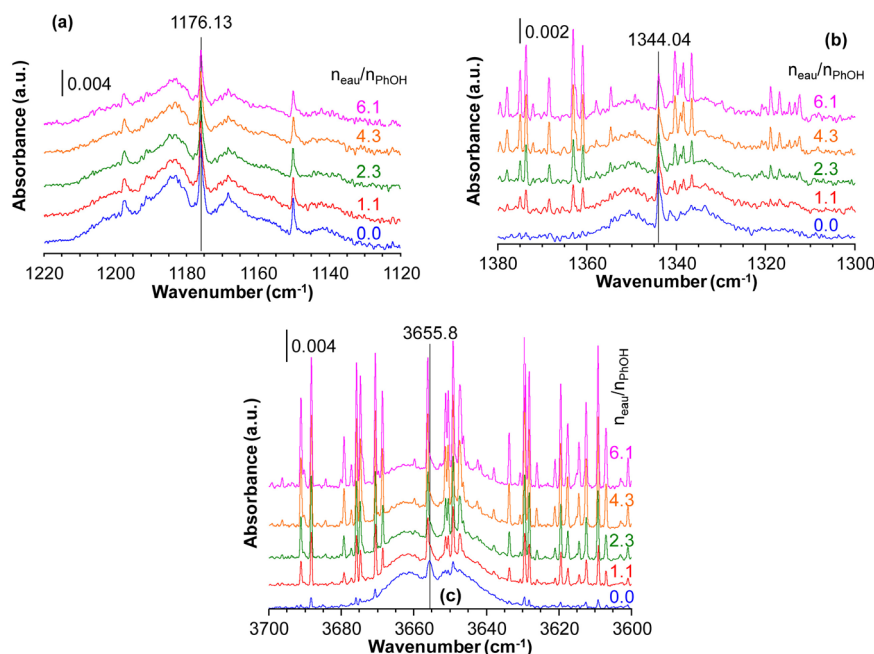 (a)
1176.13
0.004
n_eau/n_PhOH
6.1
4.3
2.3
1.1
0.0
Absorbance (a.u.)
1220 1200 1180 1160 1140 1120
Wavenumber (cm⁻¹)
(b)
0.002
1344.04
n_eau/n_PhOH
6.1
4.3
2.3
1.1
0.0
Absorbance (a.u.)
1380 1360 1340 1320 1300
Wavenumber (cm⁻¹)
3655.8
0.004
n_eau/n_PhOH
6.1
4.3
2.3
1.1
0.0
(c)
Absorbance (a.u.)
3700 3680 3660 3640 3620 3600
Wavenumber (cm⁻¹)